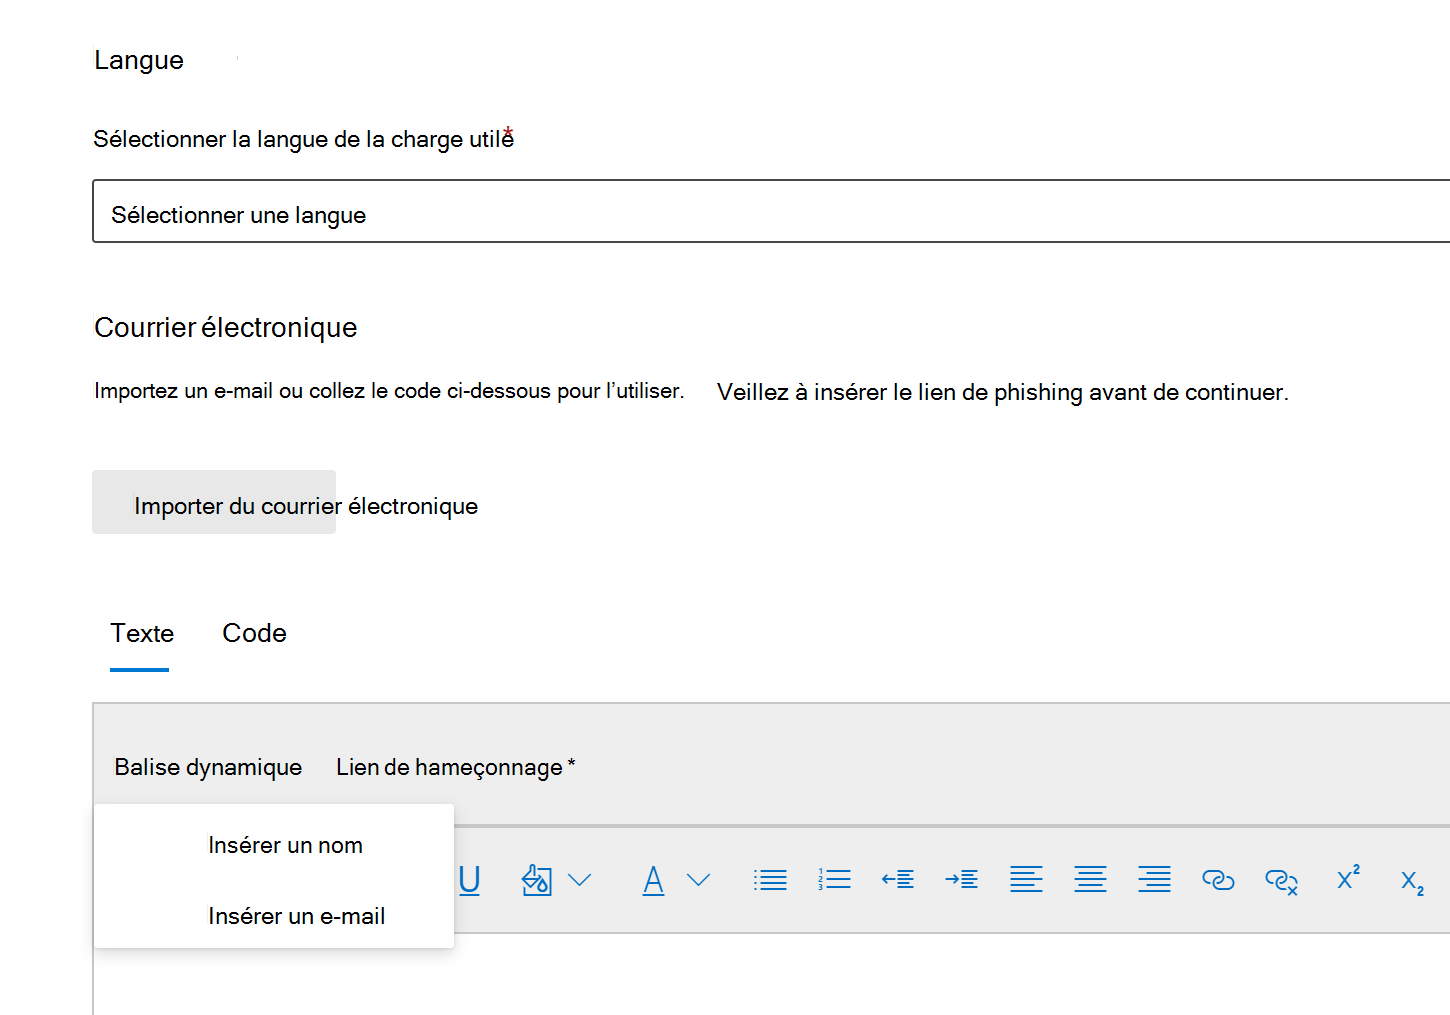 Langue
Sélectionner la langue de la charge utile*
Sélectionner une langue
Courrier électronique
Importez un e-mail ou collez le code ci-dessous pour l’utiliser. Veillez à insérer le lien de phishing avant de continuer.
Importer du courrier électronique
Texte Code
Balise dynamique Lien de hameçonnage *
Insérer un nom
Insérer un e-mail